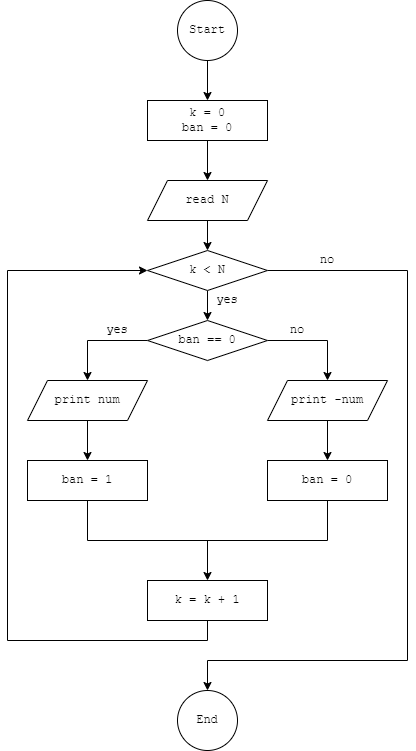 Start
k = 0
ban = 0
read N
k < N
no
yes
yes
ban == 0
no
print num
print -num
ban = 1
ban = 0
k = k + 1
End